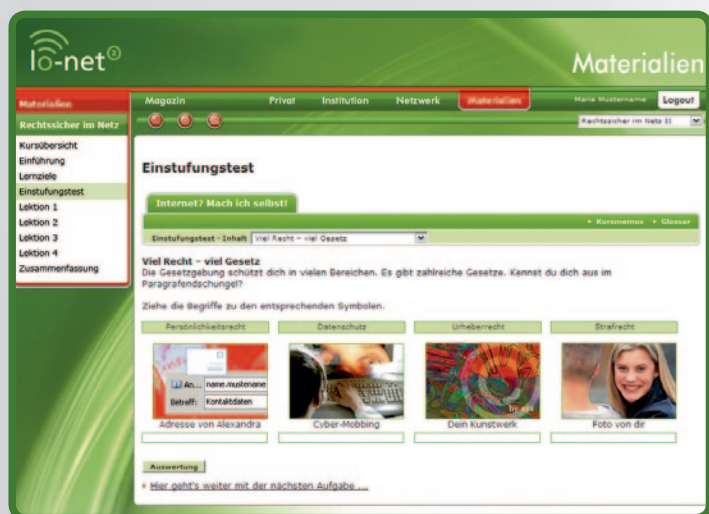 lo-net²
Materialien
Materialien
Magazin Privat Institution Netzwerk Materialien Maria Mustername Logout
Rechtssicher im Netz
Rechtssicher im Netz II
Kursübersicht
Einführung
Lernziele
Einstufungstest
Lektion 1
Lektion 2
Lektion 3
Lektion 4
Zusammenfassung
Einstufungstest
Internet? Mach ich selbst!
Kursmemos Glossar
Einstufungstest - Inhalt Viel Recht – viel Gesetz
Viel Recht – viel Gesetz
Die Gesetzgebung schützt dich in vielen Bereichen. Es gibt zahlreiche Gesetze. Kennst du dich aus im
Paragrafendschungel?
Ziehe die Begriffe zu den entsprechenden Symbolen.
Persönlichkeitsrecht Datenschutz Urheberrecht Strafrecht
An... name.mustername
Betreff: Kontaktdaten
by xyz
Adresse von Alexandra Cyber-Mobbing Dein Kunstwerk Foto von dir
Auswertung
Hier geht's weiter mit der nächsten Aufgabe ...